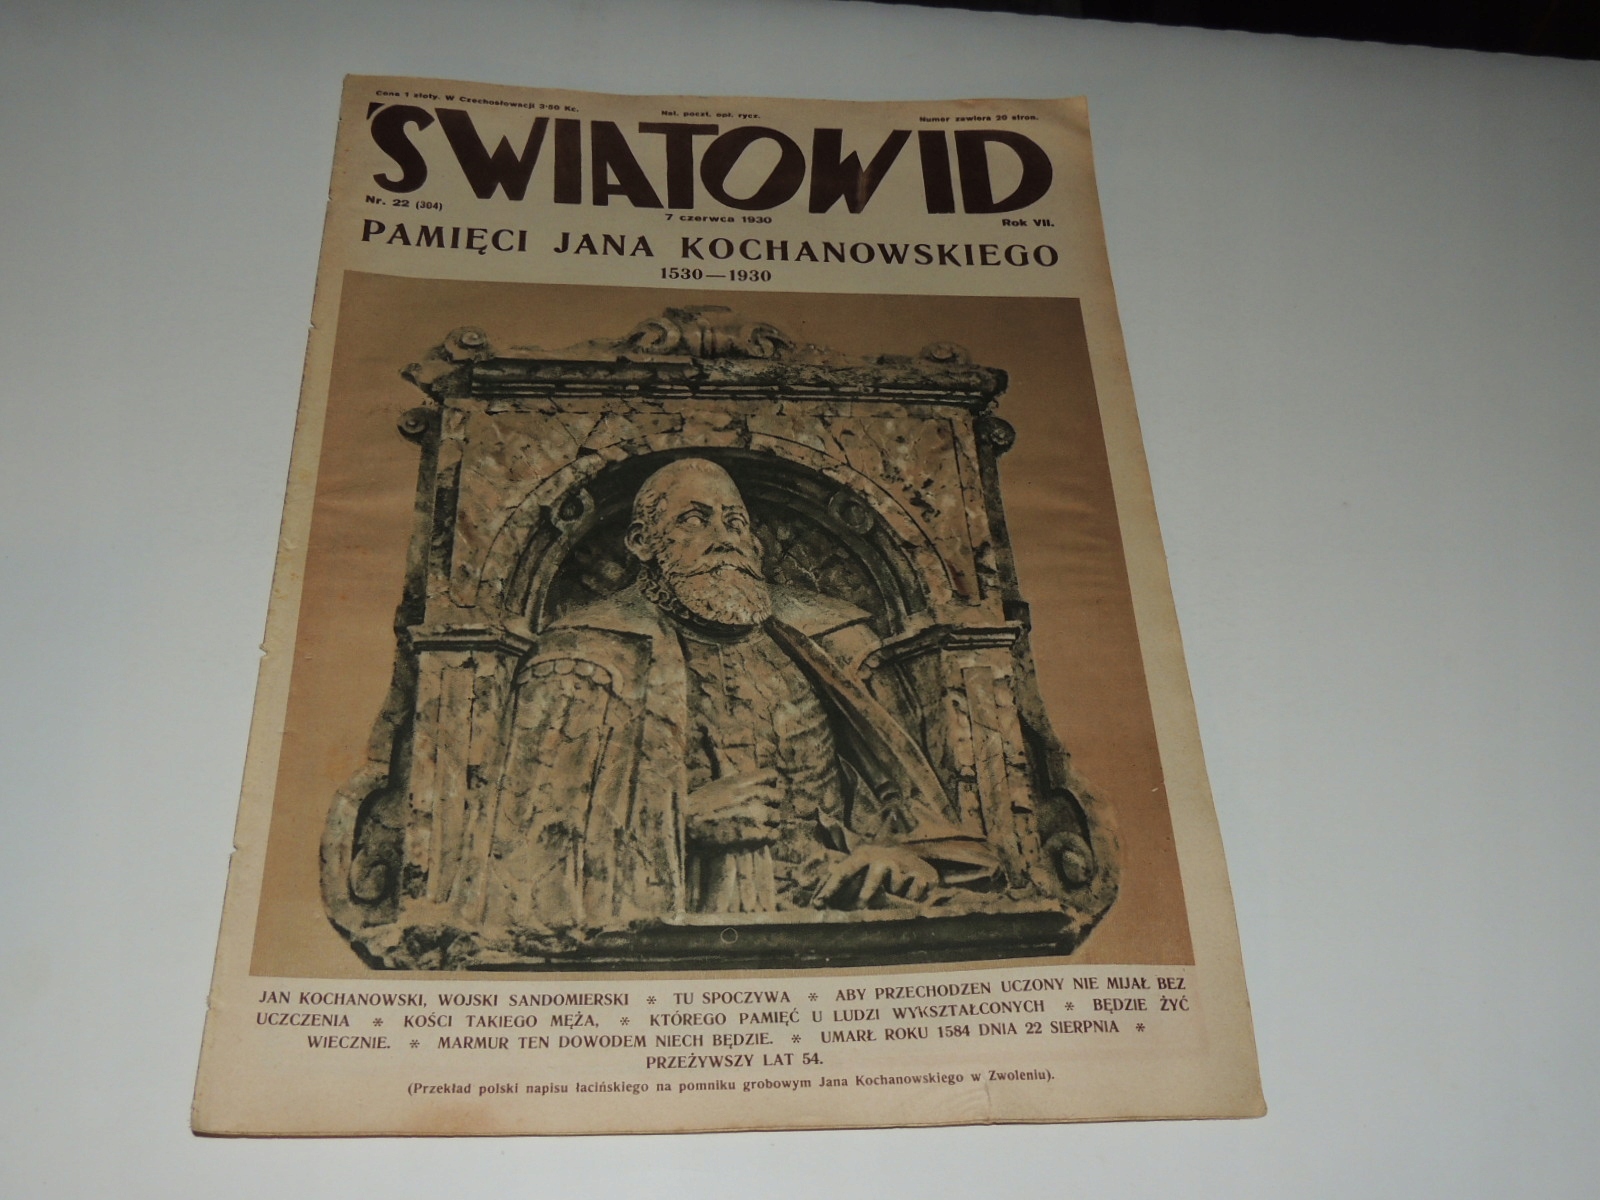 Cena 1 złoty. W Czechosłowacji 3·50 Kc.
Nal. poczt. opł. rycz.
Numer zawiera 20 stron.
ŚWIATOWID
Nr. 22 (304)
7 czerwca 1930
Rok VII.
PAMIĘCI JANA KOCHANOWSKIEGO
1530—1930
JAN KOCHANOWSKI, WOJSKI SANDOMIERSKI * TU SPOCZYWA * ABY PRZECHODZEN UCZONY NIE MIJAŁ BEZ
UCZCZENIA * KOŚCI TAKIEGO MĘŻA, * KTÓREGO PAMIĘĆ U LUDZI WYKSZTAŁCONYCH * BĘDZIE ŻYĆ
WIECZNIE. * MARMUR TEN DOWODEM NIECH BĘDZIE. * UMARŁ ROKU 1584 DNIA 22 SIERPNIA *
PRZEŻYWSZY LAT 54.
(Przekład polski napisu łacińskiego na pomniku grobowym Jana Kochanowskiego w Zwoleniu).